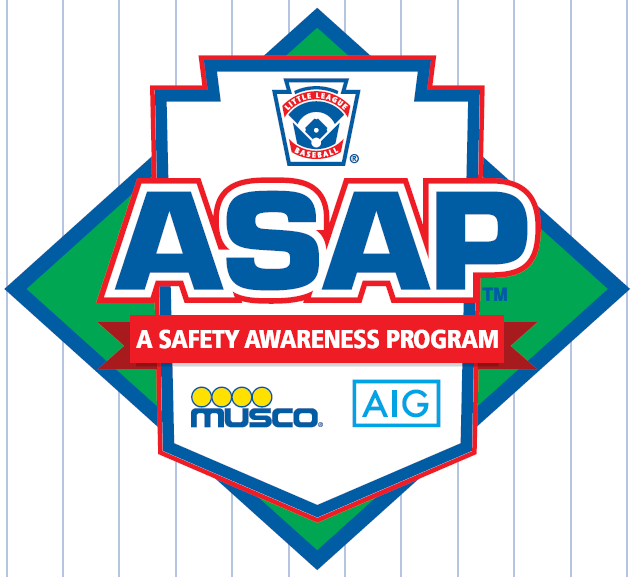 LITTLE LEAGUE
BASEBALL
®
ASAP
TM
A SAFETY AWARENESS PROGRAM
musco®
AIG